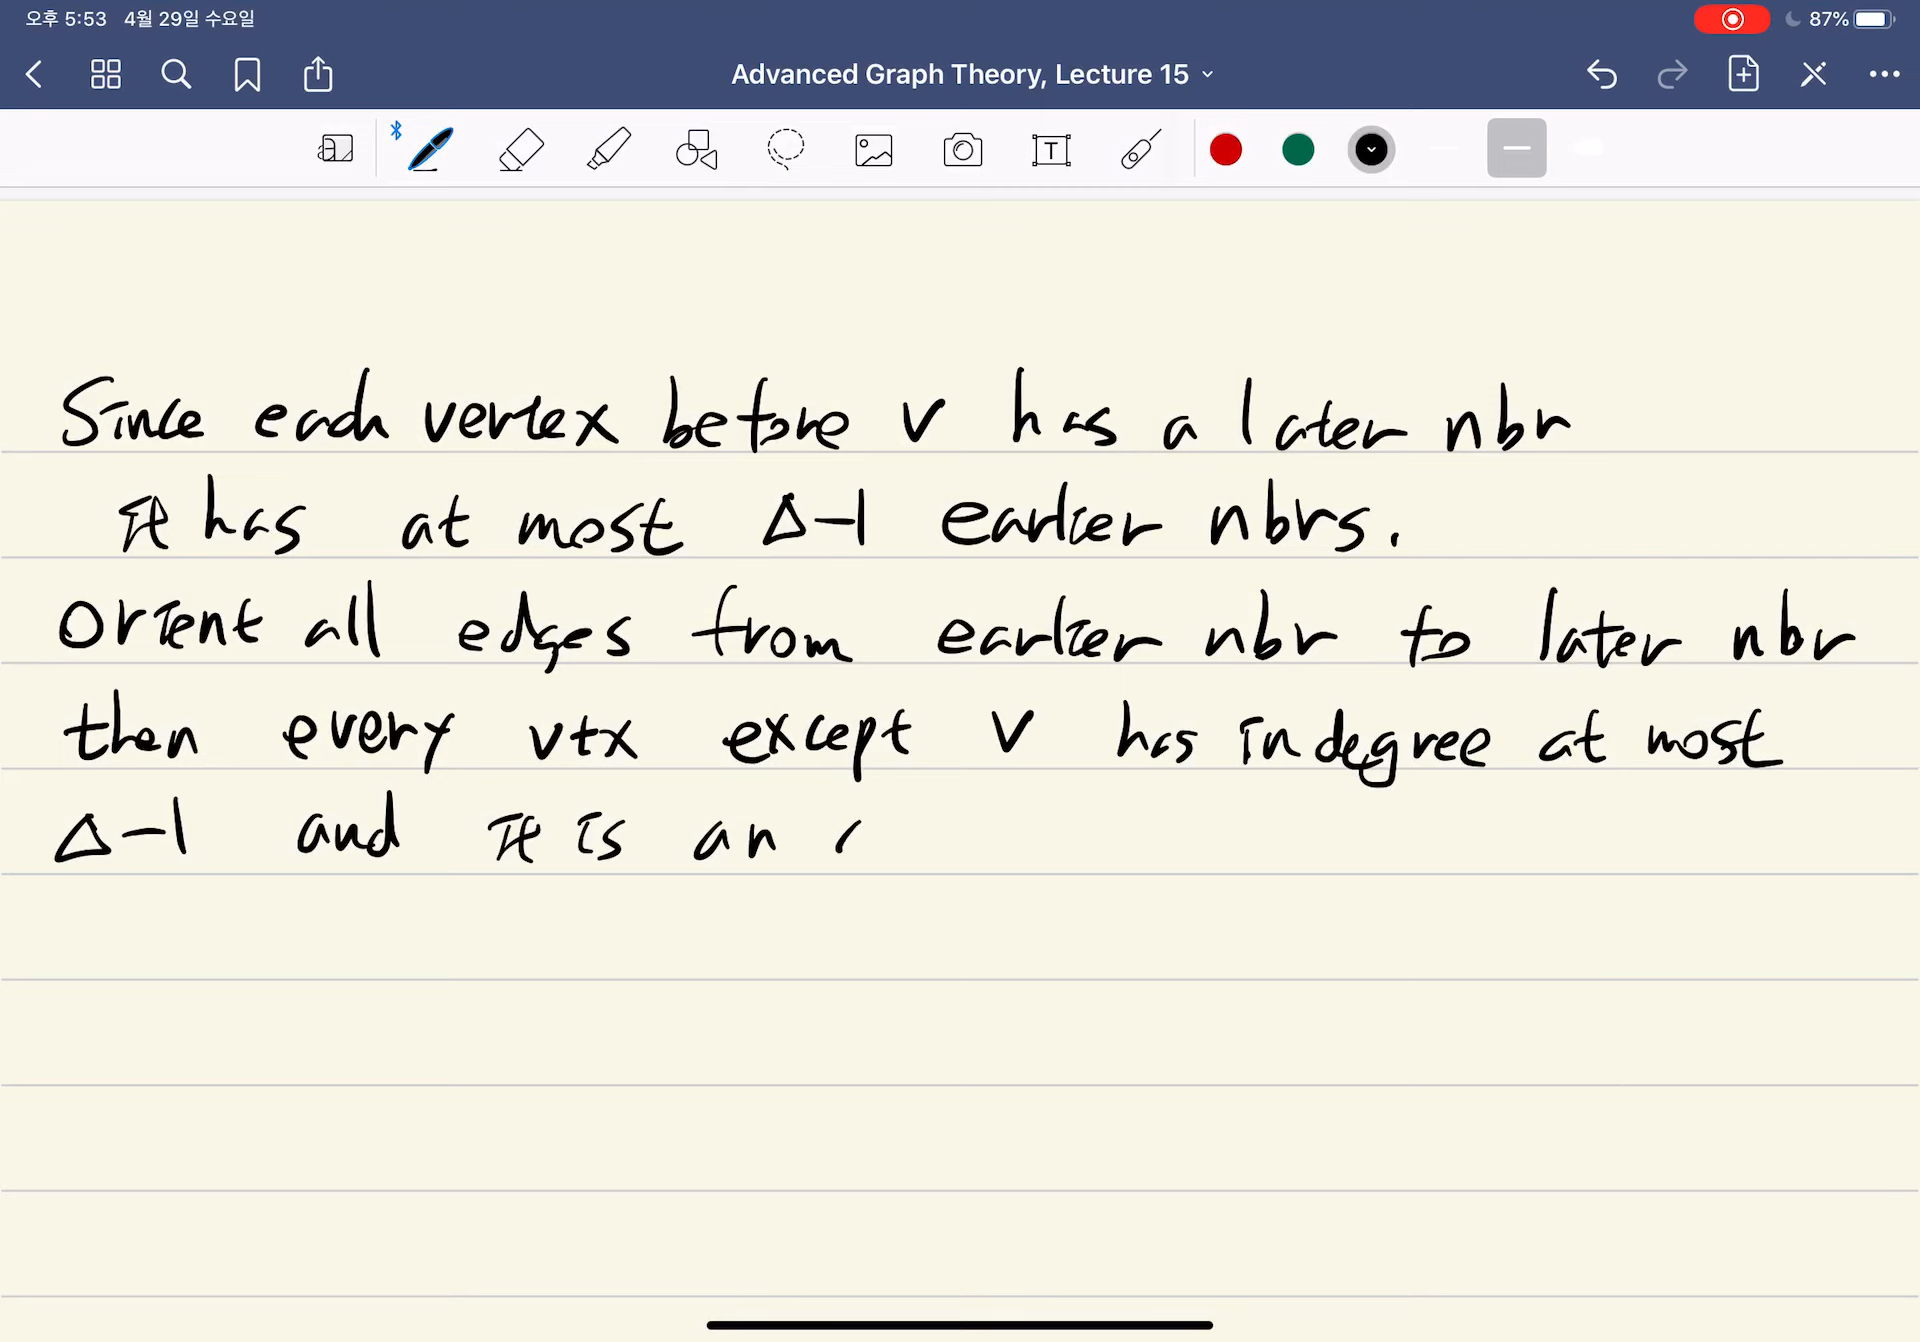 오후 5:53 4월 29일 수요일
87%
Advanced Graph Theory, Lecture 15
Since each vertex before v has a later nbr
it has at most Δ-1 earlier nbrs.
Orient all edges from earlier nbr to later nbr
then every vtx except v has indegree at most
Δ-1 and it is an